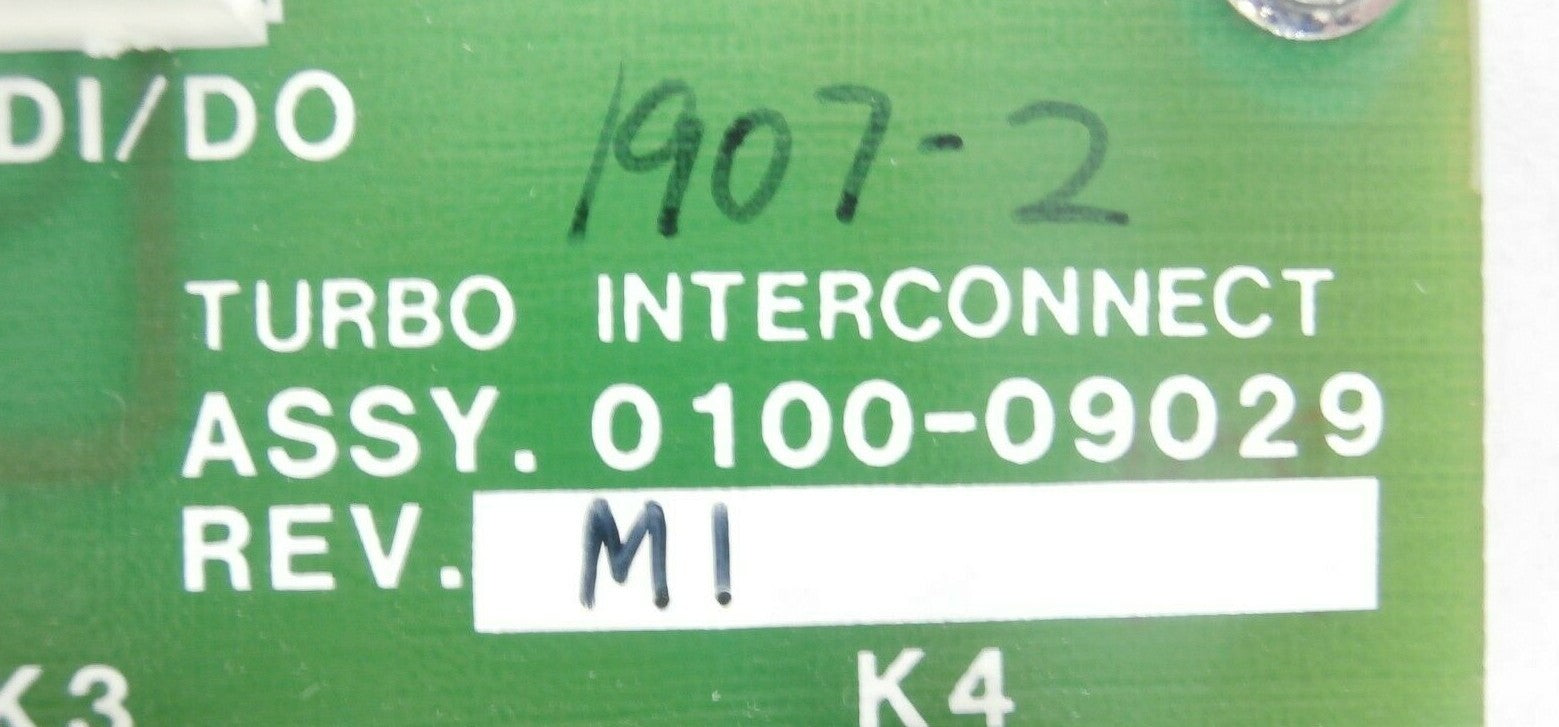 DI/DO
1907-2
TURBO INTERCONNECT
ASSY. 0100-09029
REV. M1
K3
K4